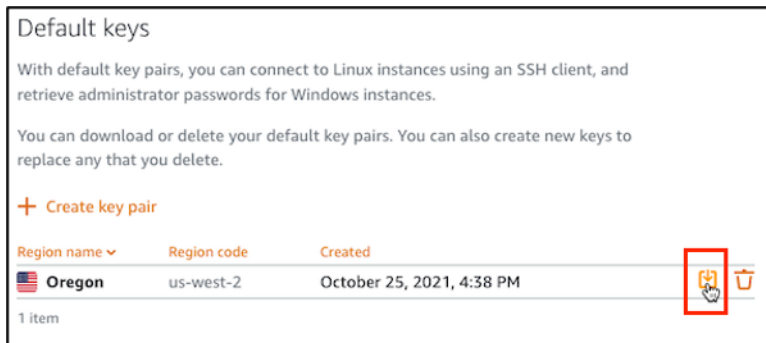 Default keys
With default key pairs, you can connect to Linux instances using an SSH client, and
retrieve administrator passwords for Windows instances.
You can download or delete your default key pairs. You can also create new keys to
replace any that you delete.
+ Create key pair
Region name Region code Created
Oregon us-west-2 October 25, 2021, 4:38 PM
1 item